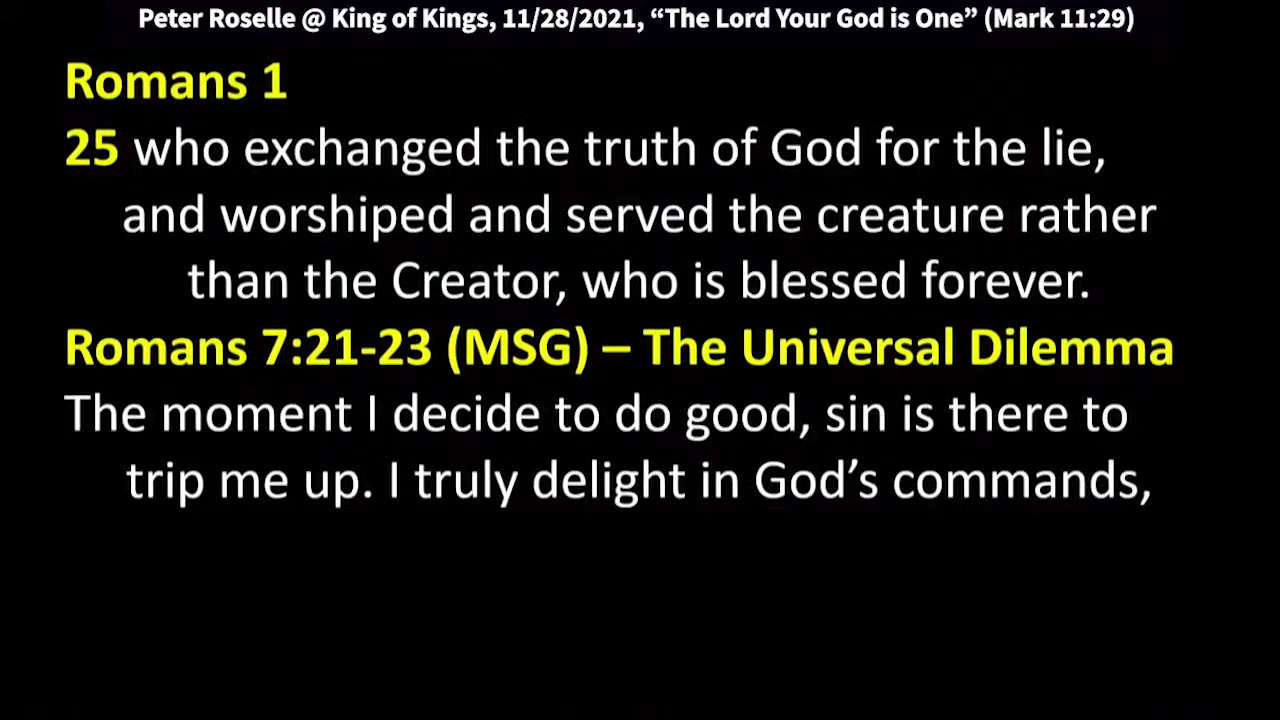 Peter Roselle @ King of Kings, 11/28/2021, “The Lord Your God is One” (Mark 11:29)
Romans 1
25 who exchanged the truth of God for the lie,
and worshiped and served the creature rather
than the Creator, who is blessed forever.
Romans 7:21-23 (MSG) – The Universal Dilemma
The moment I decide to do good, sin is there to
trip me up. I truly delight in God’s commands,